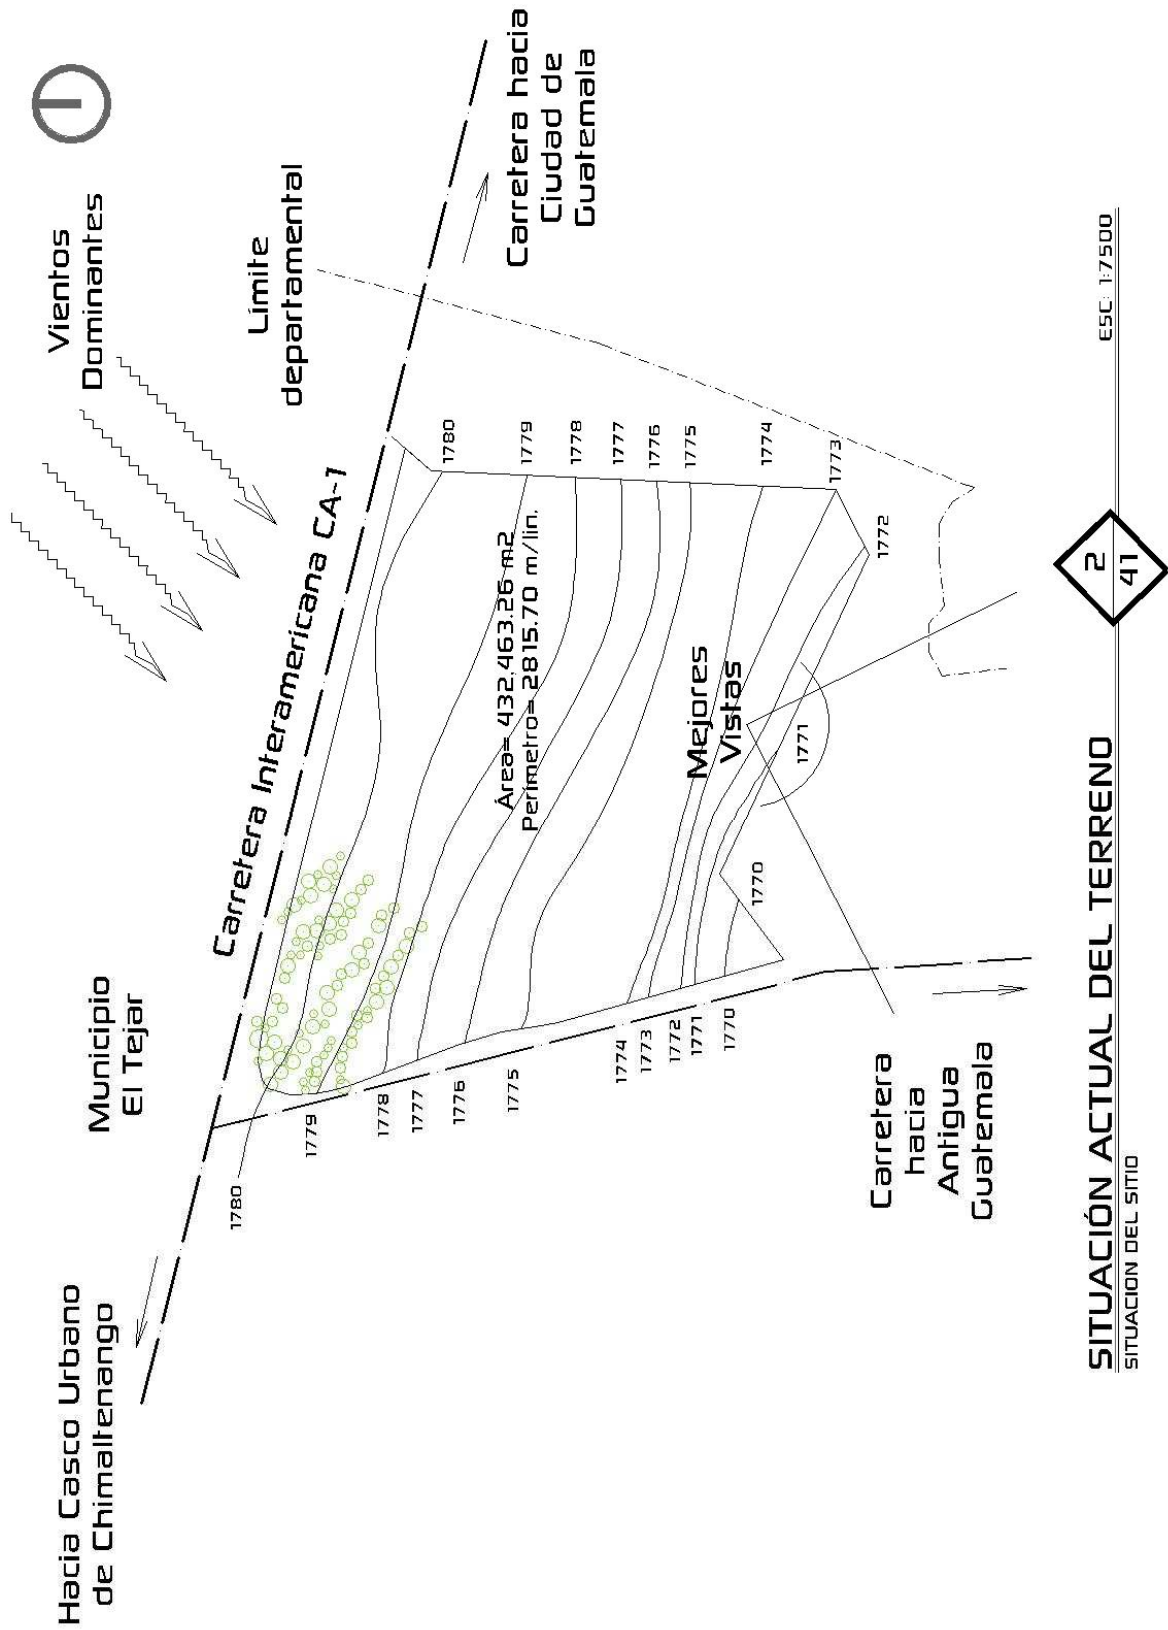 Vientos
Dominantes
Límite
departamental
Carretera hacia
Ciudad de
Guatemala
Carretera Interamericana CA-1
Municipio
El Tejar
Hacia Casco Urbano
de Chimaltenango
Área= 432,463.26 m2
Perímetro= 2815.70 m/lin.
Mejores
Vistas
1780
1779
1778
1777
1776
1775
1774
1773
1772
1771
1770
1780
1779
1778
1777
1776
1775
1774
1773
1772
1771
1770
Carretera
hacia
Antigua
Guatemala
SITUACIÓN ACTUAL DEL TERRENO
SITUACION DEL SITIO
ESC: 1:7500
2
41